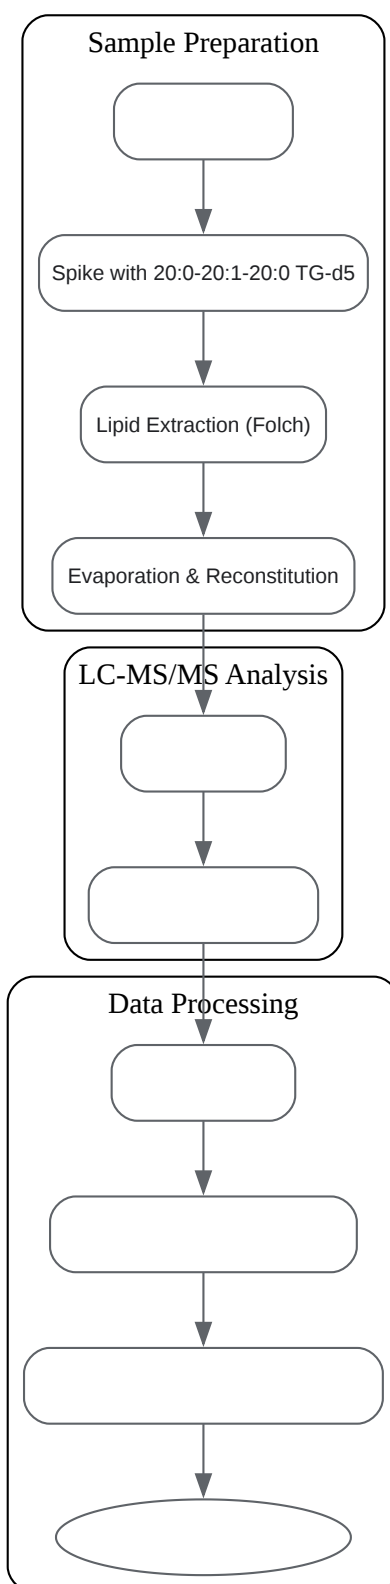 Sample Preparation
Spike with 20:0-20:1-20:0 TG-d5
Lipid Extraction (Folch)
Evaporation & Reconstitution
LC-MS/MS Analysis
Data Processing